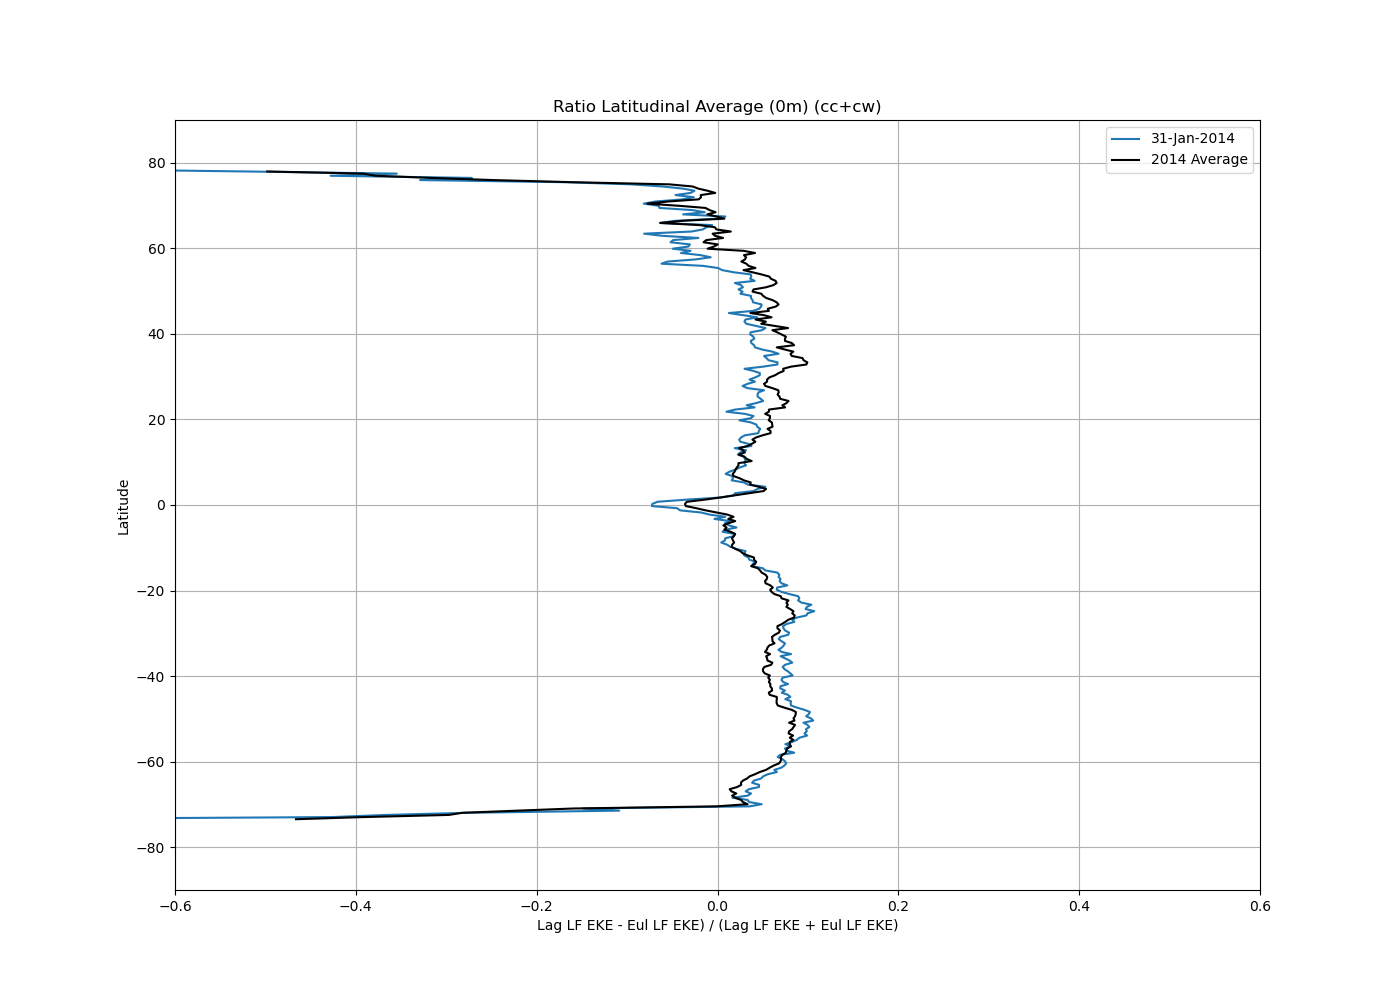 Ratio Latitudinal Average (0m) (cc+cw)
31-Jan-2014
2014 Average
80
60
40
20
0
−20
−40
−60
−80
Latitude
−0.6 −0.4 −0.2 0.0 0.2 0.4 0.6
Lag LF EKE - Eul LF EKE) / (Lag LF EKE + Eul LF EKE)